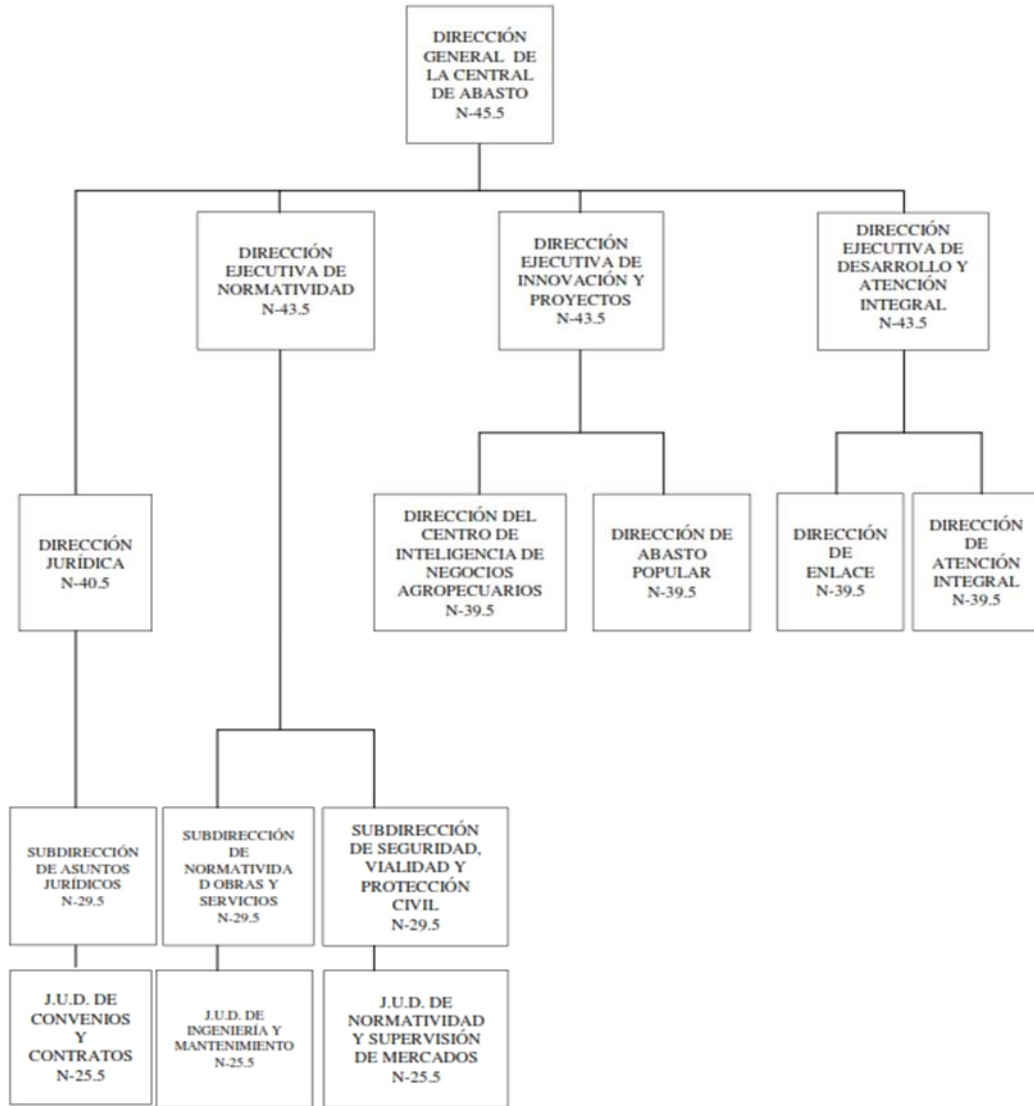 DIRECCIÓN
GENERAL DE
LA CENTRAL
DE ABASTO
N-45.5
DIRECCIÓN
EJECUTIVA DE
NORMATIVIDAD
N-43.5
DIRECCIÓN
EJECUTIVA DE
INNOVACIÓN Y
PROYECTOS
N-43.5
DIRECCIÓN
EJECUTIVA DE
DESARROLLO Y
ATENCIÓN
INTEGRAL
N-43.5
DIRECCIÓN
JURÍDICA
N-40.5
DIRECCIÓN DEL
CENTRO DE
INTELIGENCIA DE
NEGOCIOS
AGROPECUARIOS
N-39.5
DIRECCIÓN DE
ABASTO
POPULAR
N-39.5
DIRECCIÓN
DE
ENLACE
N-39.5
DIRECCIÓN
DE
ATENCIÓN
INTEGRAL
N-39.5
SUBDIRECCIÓN
DE ASUNTOS
JURÍDICOS
N-29.5
SUBDIRECCIÓN
DE
NORMATIVIDA
D OBRAS Y
SERVICIOS
N-29.5
SUBDIRECCIÓN
DE SEGURIDAD,
VIALIDAD Y
PROTECCIÓN
CIVIL
N-29.5
J.U.D. DE
CONVENIOS
Y
CONTRATOS
N-25.5
J.U.D. DE
INGENIERÍA Y
MANTENIMIENTO
N-25.5
J.U.D. DE
NORMATIVIDAD
Y SUPERVISIÓN
DE MERCADOS
N-25.5